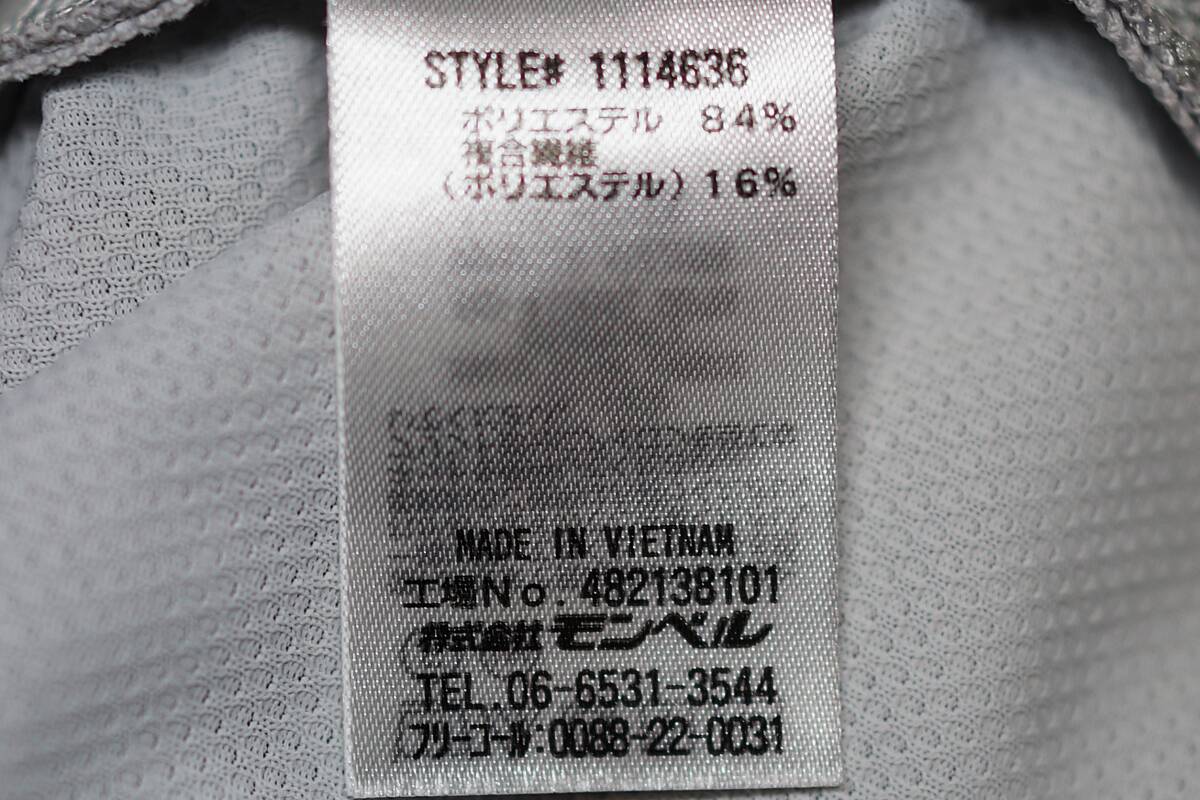 STYLE# 1114636
ポリエステル 84%
複合繊維
(ポリエステル) 16%
MADE IN VIETNAM
工場No. 482138101
株式会社モンベル
TEL.06-6531-3544
フリーコール:0088-22-0031